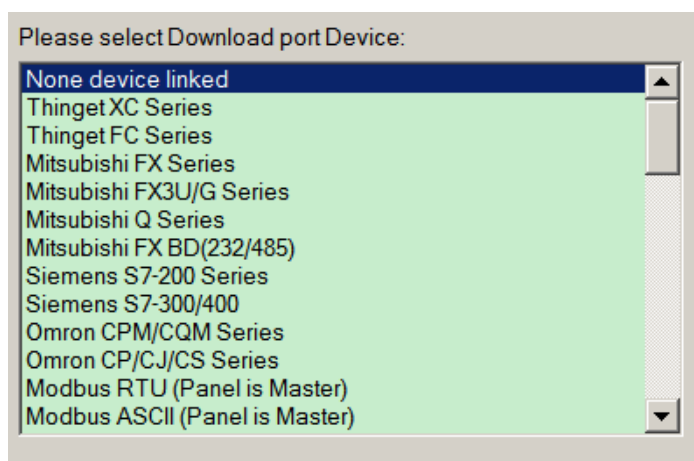 Please select Download port Device:
None device linked
Thinget XC Series
Thinget FC Series
Mitsubishi FX Series
Mitsubishi FX3U/G Series
Mitsubishi Q Series
Mitsubishi FX BD(232/485)
Siemens S7-200 Series
Siemens S7-300/400
Omron CPM/CQM Series
Omron CP/CJ/CS Series
Modbus RTU (Panel is Master)
Modbus ASCII (Panel is Master)